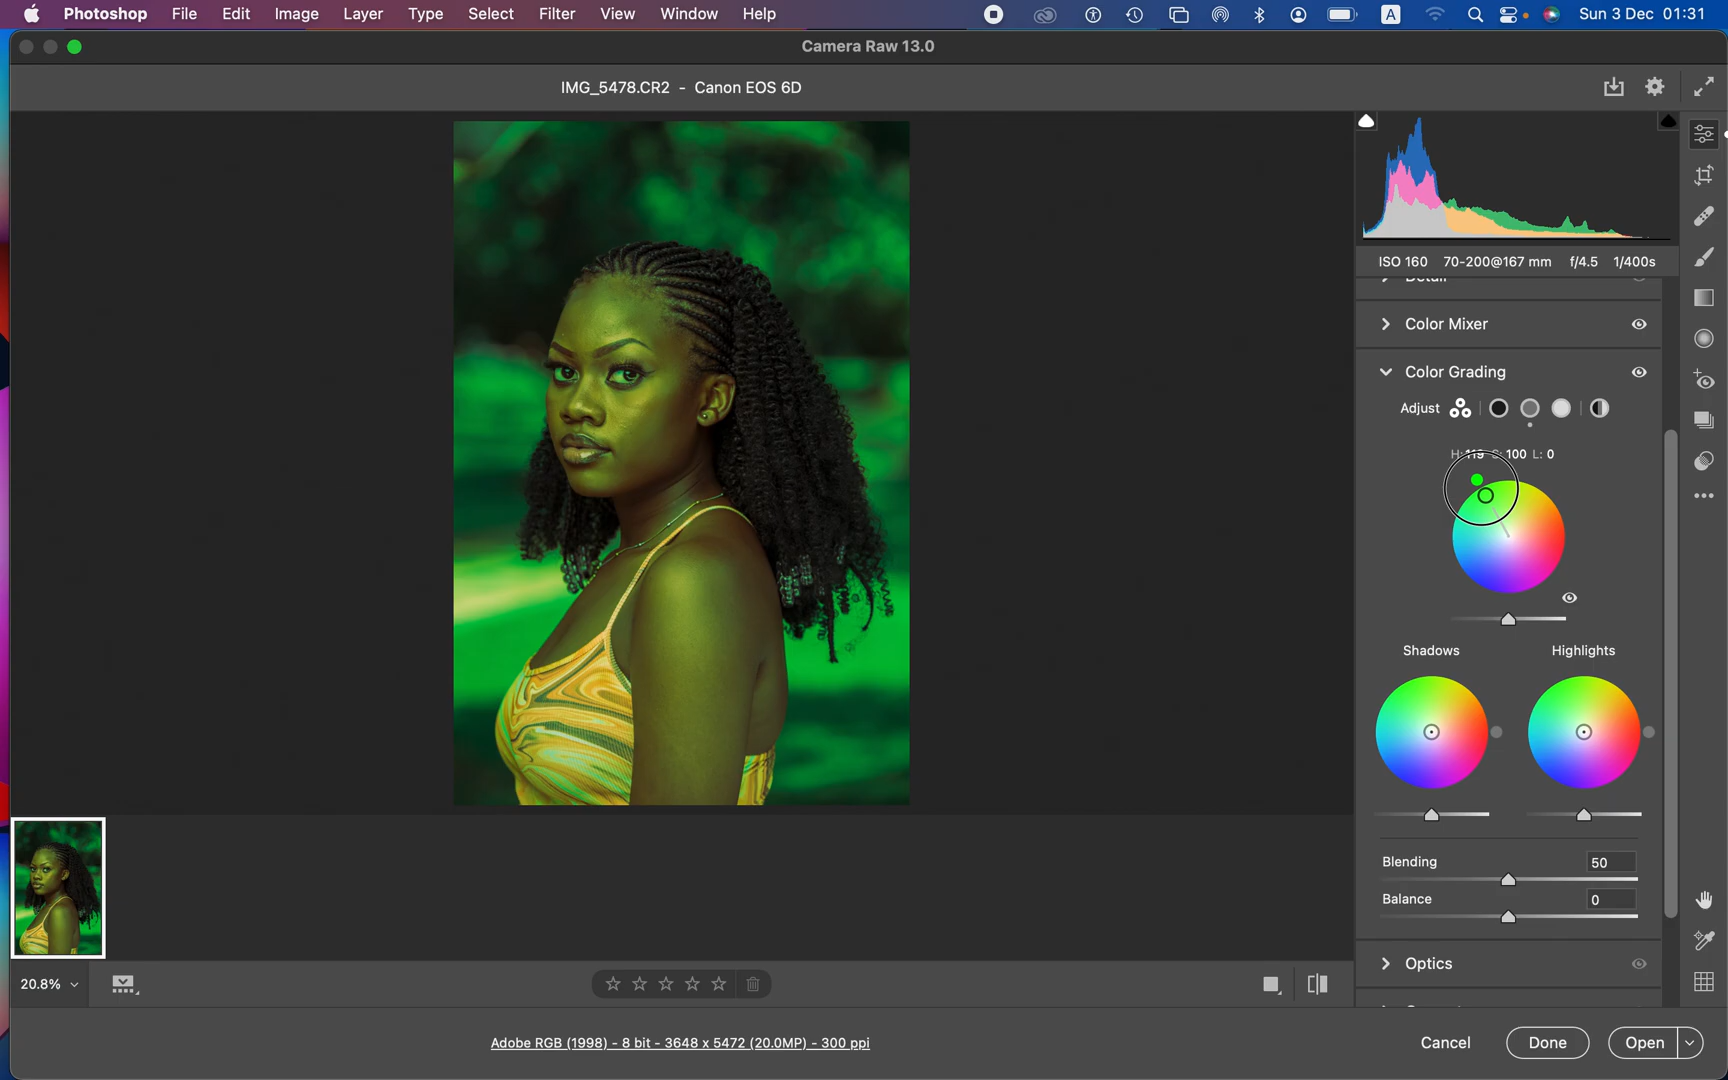 Photoshop File Edit Image Layer Type Select Filter View Window Help A Sun 3 Dec 01:31
Camera Raw 13.0
IMG_5478.CR2 - Canon EOS 6D
ISO 160 70-200@167 mm f/4.5 1/400s
Detail
Color Mixer
Color Grading
Adjust
H: 119 S: 100 L: 0
Shadows Highlights
Blending 50
Balance 0
Optics
20.8%
Adobe RGB (1998) - 8 bit - 3648 x 5472 (20.0MP) - 300 ppi
Cancel Done Open